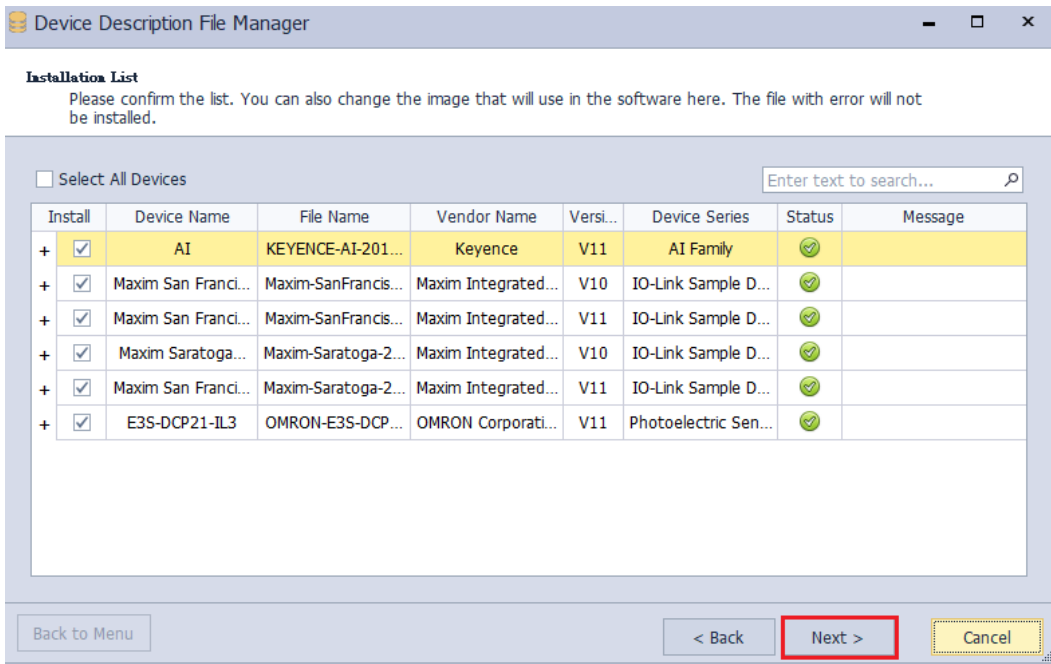 Device Description File Manager
Installation List
Please confirm the list. You can also change the image that will use in the software here. The file with error will not
be installed.
Select All Devices
Enter text to search...
Install Device Name File Name Vendor Name Versi... Device Series Status Message
+ AI KEYENCE-AI-201... Keyence V11 AI Family
+ Maxim San Franci... Maxim-SanFrancis... Maxim Integrated... V10 IO-Link Sample D...
+ Maxim San Franci... Maxim-SanFrancis... Maxim Integrated... V11 IO-Link Sample D...
+ Maxim Saratoga... Maxim-Saratoga-2... Maxim Integrated... V10 IO-Link Sample D...
+ Maxim San Franci... Maxim-Saratoga-2... Maxim Integrated... V11 IO-Link Sample D...
+ E3S-DCP21-IL3 OMRON-E3S-DCP... OMRON Corporati... V11 Photoelectric Sen...
Back to Menu < Back Next > Cancel